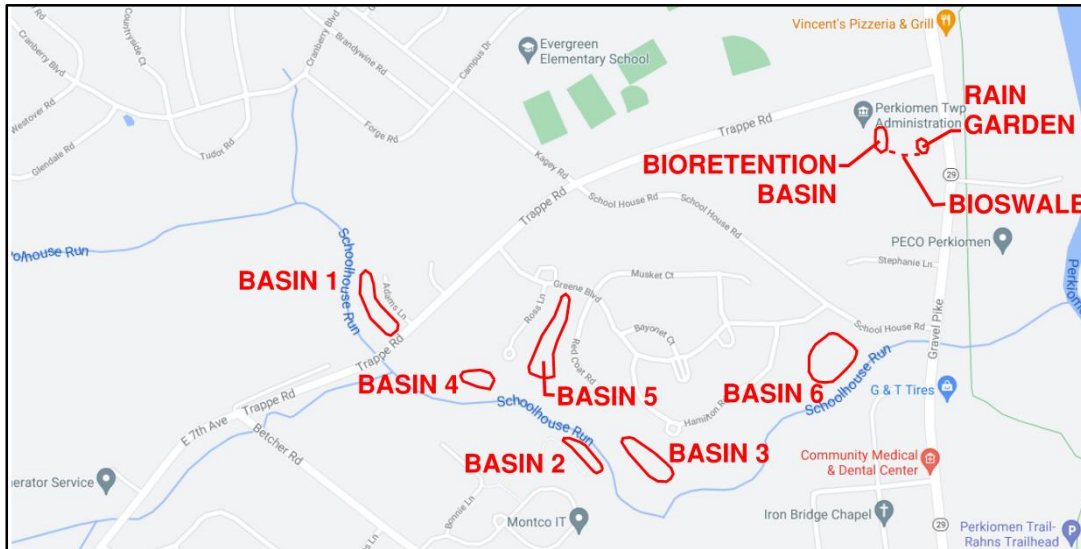 Vincent's Pizzeria & Grill
Cranberry Blvd
Countryside Ct
Cranberry Blvd
Brandywine Rd
Campus Dr
Evergreen
Elementary School
Westover Rd
Glendale Rd
Tudor Rd
Forge Rd
Kagey Rd
Trappe Rd
Perkiomen Twp
Administration
RAIN
GARDEN
BIORETENTION
BASIN
BIOSWALE
29
Trappe Rd
School House Rd
School House Rd
PECO Perkiomen
Stephanie Ln
Schoolhouse Run
Musket Ct
Greene Blvd
BASIN 1
Adams Ln
Ross Ln
Bayonet Ct
Red Coat Rd
School House Rd
Gravel Pike
Trappe Rd
BASIN 4
BASIN 5
BASIN 6
Schoolhouse Run
G & T Tires
Trappe Rd
E 7th Ave
Betcher Rd
Schoolhouse Run
BASIN 2
BASIN 3
Community Medical
& Dental Center
erator Service
Bonnie Ln
Montco IT
Iron Bridge Chapel
29
Perkiomen Trail-
Rahns Trailhead